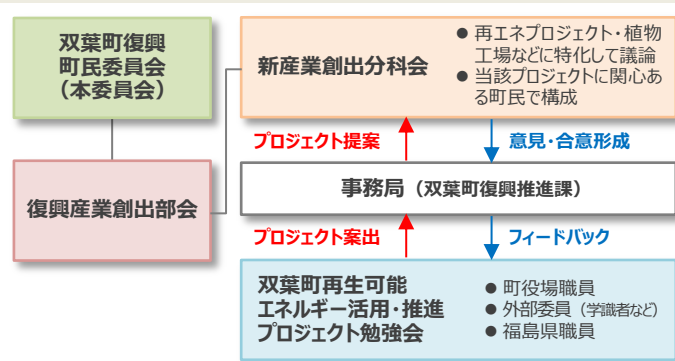 双葉町復興
町民委員会
（本委員会）
復興産業創出部会
新産業創出分科会
● 再エネプロジェクト・植物
工場などに特化して議論
● 当該プロジェクトに関心あ
る町民で構成
プロジェクト提案
意見・合意形成
事務局（双葉町復興推進課）
プロジェクト案出
フィードバック
双葉町再生可能
エネルギー活用・推進
プロジェクト勉強会
● 町役場職員
● 外部委員（学識者など）
● 福島県職員